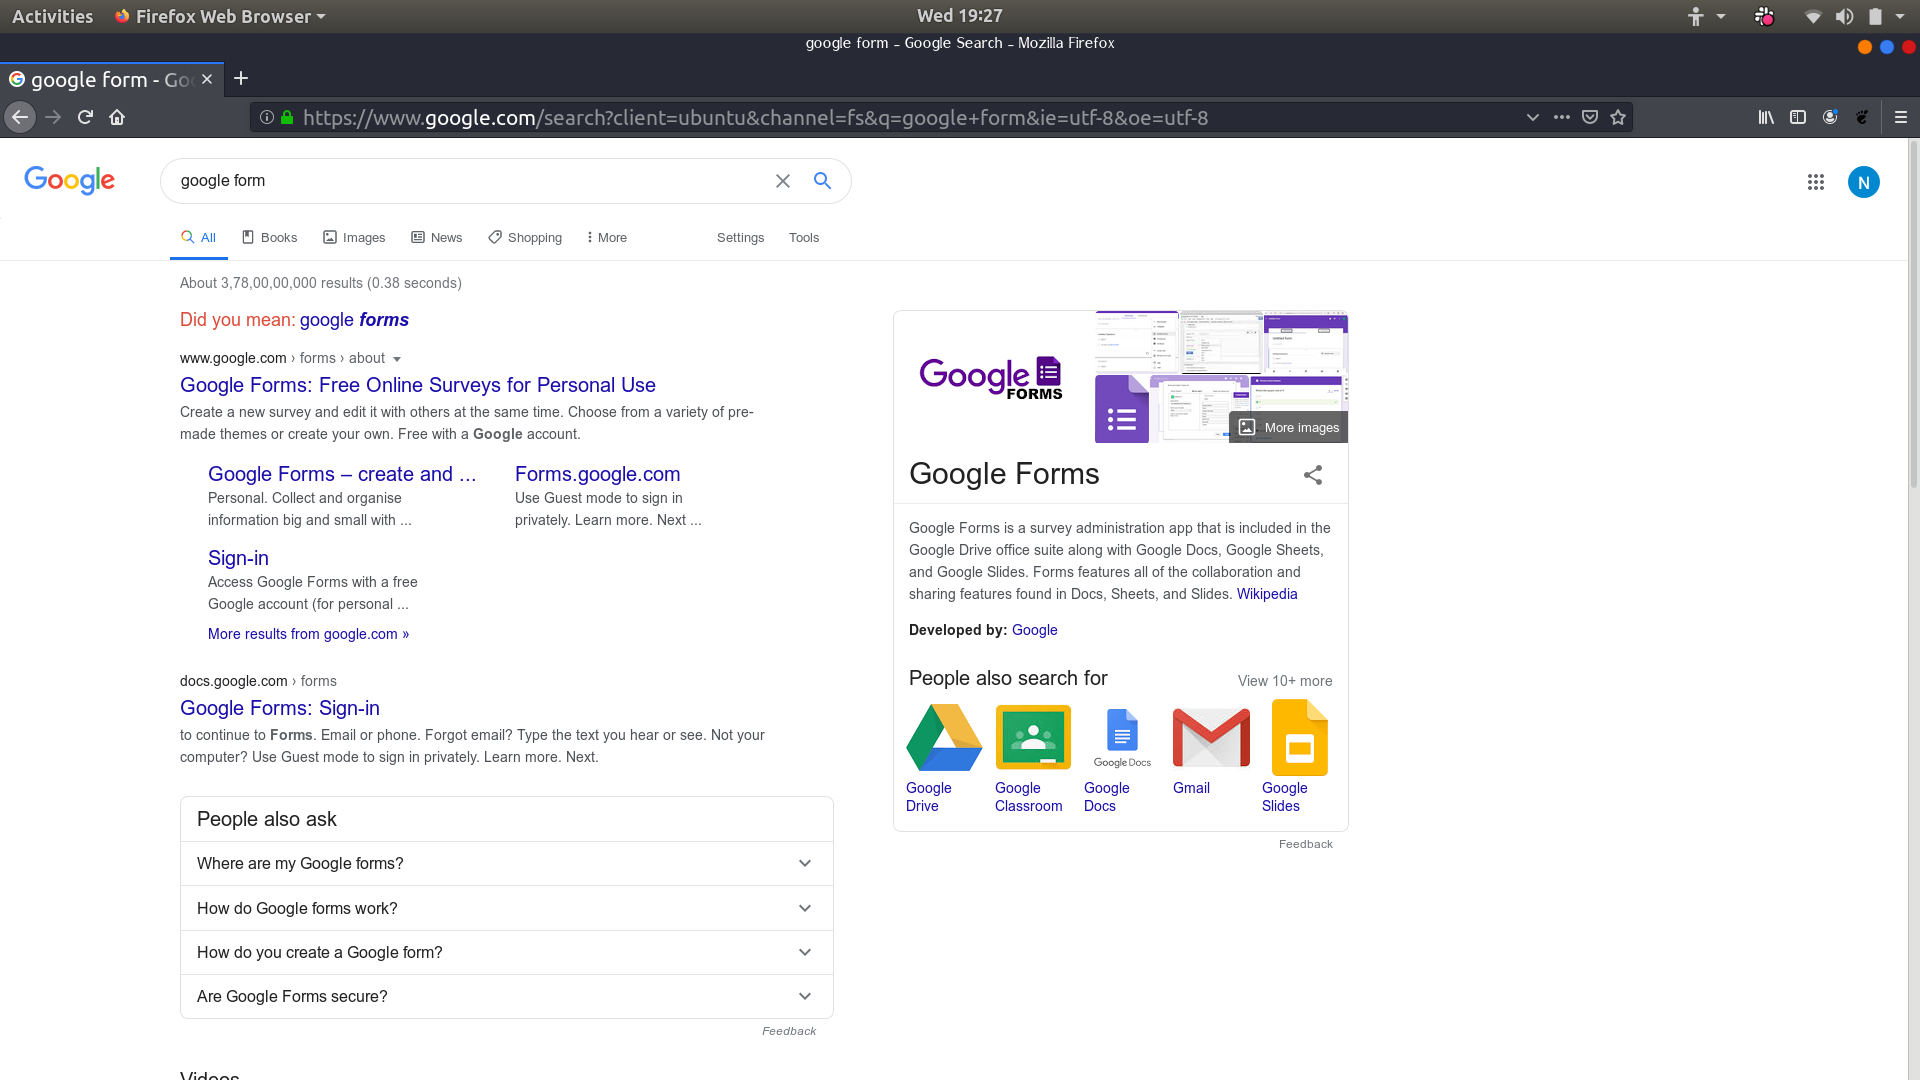 Activities Firefox Web Browser Wed 19:27
google form - Google Search - Mozilla Firefox
google form - Goo
https://www.google.com/search?client=ubuntu&channel=fs&q=google+form&ie=utf-8&oe=utf-8
Google google form N
All Books Images News Shopping More Settings Tools
About 3,78,00,00,000 results (0.38 seconds)
Did you mean: google forms
www.google.com › forms › about
Google Forms: Free Online Surveys for Personal Use
Create a new survey and edit it with others at the same time. Choose from a variety of pre-
made themes or create your own. Free with a Google account.
Google Forms – create and ...
Personal. Collect and organise
information big and small with ...
Forms.google.com
Use Guest mode to sign in
privately. Learn more. Next ...
Sign-in
Access Google Forms with a free
Google account (for personal ...
More results from google.com »
docs.google.com › forms
Google Forms: Sign-in
to continue to Forms. Email or phone. Forgot email? Type the text you hear or see. Not your
computer? Use Guest mode to sign in privately. Learn more. Next.
People also ask
Where are my Google forms?
How do Google forms work?
How do you create a Google form?
Are Google Forms secure?
Feedback
Videos
Google
FORMS
More images
Google Forms
Google Forms is a survey administration app that is included in the
Google Drive office suite along with Google Docs, Google Sheets,
and Google Slides. Forms features all of the collaboration and
sharing features found in Docs, Sheets, and Slides. Wikipedia
Developed by: Google
People also search for View 10+ more
Google Docs
Google Drive
Google Classroom
Google Docs
Gmail
Google Slides
Feedback